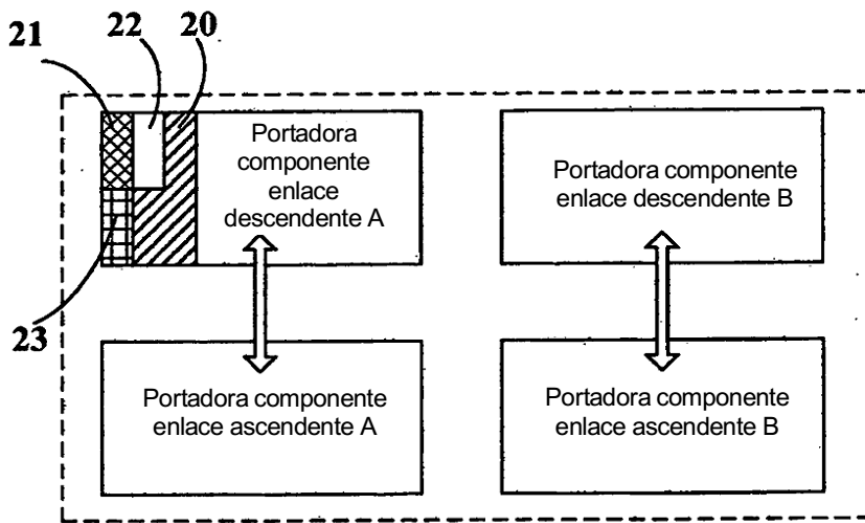 21
22
20
Portadora
componente
enlace
descendente A
Portadora componente
enlace descendente B
23
Portadora componente
enlace ascendente A
Portadora componente
enlace ascendente B